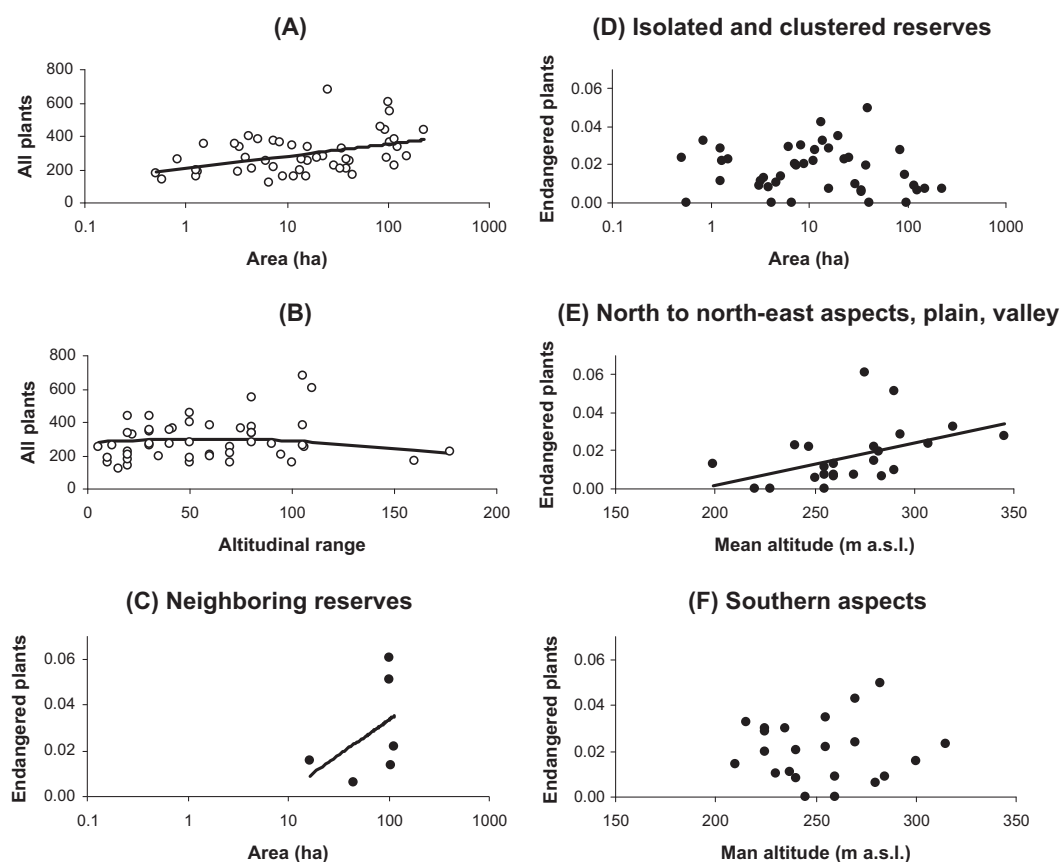 (A)
All plants
800
600
400
200
0
0.1 1 10 100 1000
Area (ha)
(D) Isolated and clustered reserves
Endangered plants
0.06
0.04
0.02
0.00
0.1 1 10 100 1000
Area (ha)
(B)
All plants
800
600
400
200
0
0 50 100 150 200
Altitudinal range
(E) North to north-east aspects, plain, valley
Endangered plants
0.06
0.04
0.02
0.00
150 200 250 300 350
Mean altitude (m a.s.l.)
(C) Neighboring reserves
Endangered plants
0.06
0.04
0.02
0.00
0.1 1 10 100 1000
Area (ha)
(F) Southern aspects
Endangered plants
0.06
0.04
0.02
0.00
150 200 250 300 350
Man altitude (m a.s.l.)